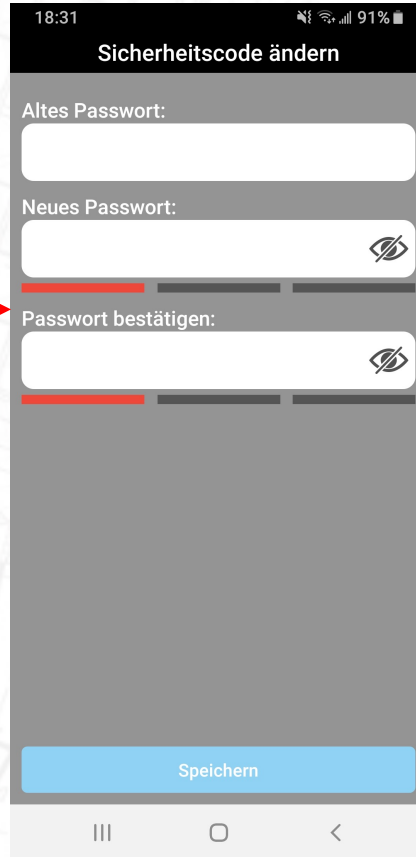 18:31
91%
Sicherheitscode ändern
Altes Passwort:
Neues Passwort:
Passwort bestätigen:
Speichern